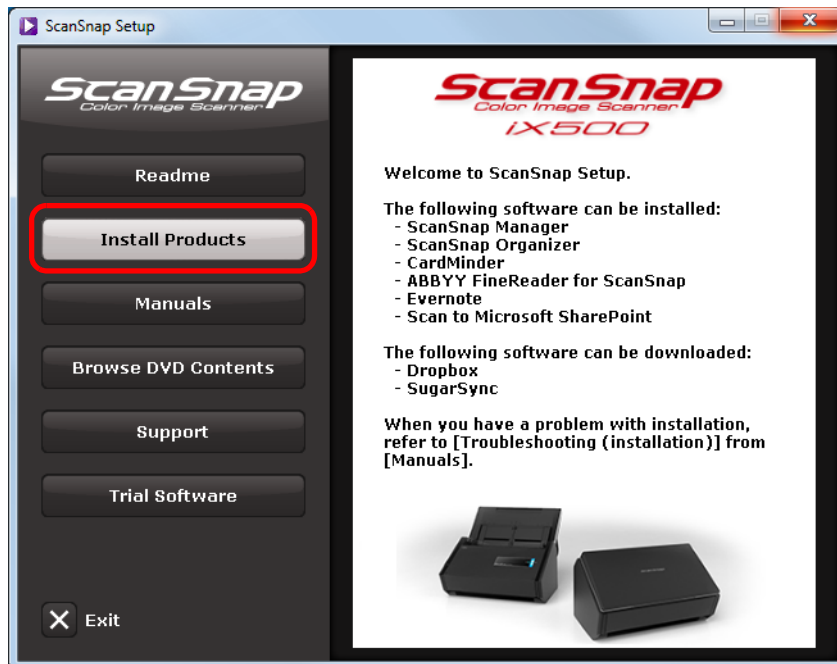 ScanSnap Setup
ScanSnap
Color Image Scanner
Readme
Install Products
Manuals
Browse DVD Contents
Support
Trial Software
Exit
ScanSnap
Color Image Scanner
iX500
Welcome to ScanSnap Setup.
The following software can be installed:
- ScanSnap Manager
- ScanSnap Organizer
- CardMinder
- ABBYY FineReader for ScanSnap
- Evernote
- Scan to Microsoft SharePoint
The following software can be downloaded:
- Dropbox
- SugarSync
When you have a problem with installation,
refer to [Troubleshooting (installation)] from
[Manuals].